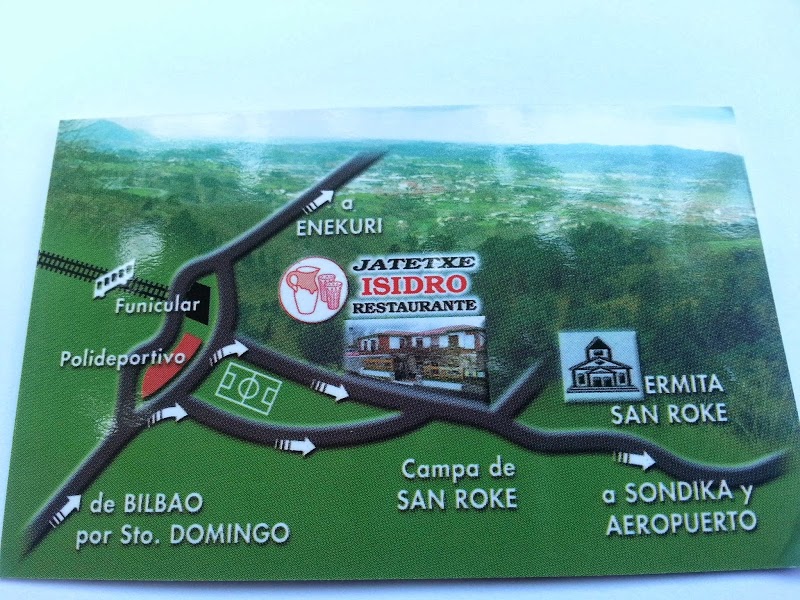 a
ENEKURI
JATETXE
ISIDRO
RESTAURANTE
Funicular
Polideportivo
ERMITA
SAN ROKE
Campa de
SAN ROKE
a SONDIKA y
AEROPUERTO
de BILBAO
por Sto. DOMINGO